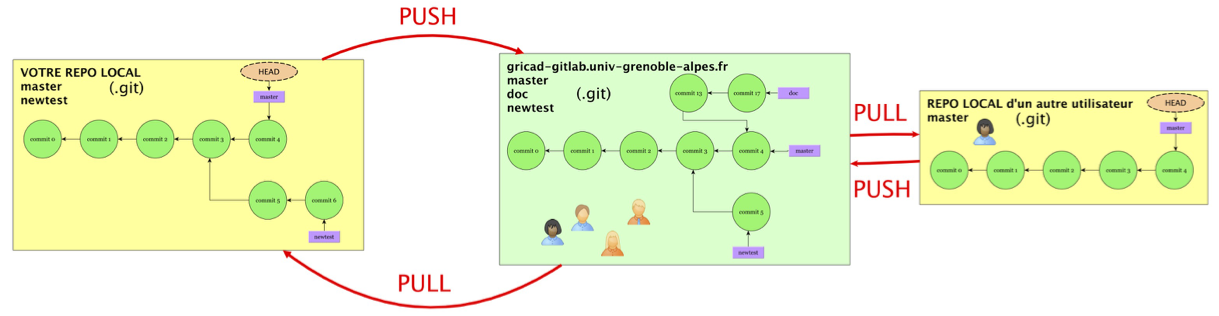 PUSH
VOTRE REPO LOCAL
master
newtest
(.git)
HEAD
master
commit 0
commit 1
commit 2
commit 3
commit 4
commit 5
commit 6
newtest
gricad-gitlab.univ-grenoble-alpes.fr
master
doc
newtest
(.git)
commit 13
commit 17
doc
commit 0
commit 1
commit 2
commit 3
commit 4
master
commit 5
newtest
PULL
PUSH
REPO LOCAL d'un autre utilisateur
master
(.git)
HEAD
master
commit 0
commit 1
commit 2
commit 3
commit 4
PULL